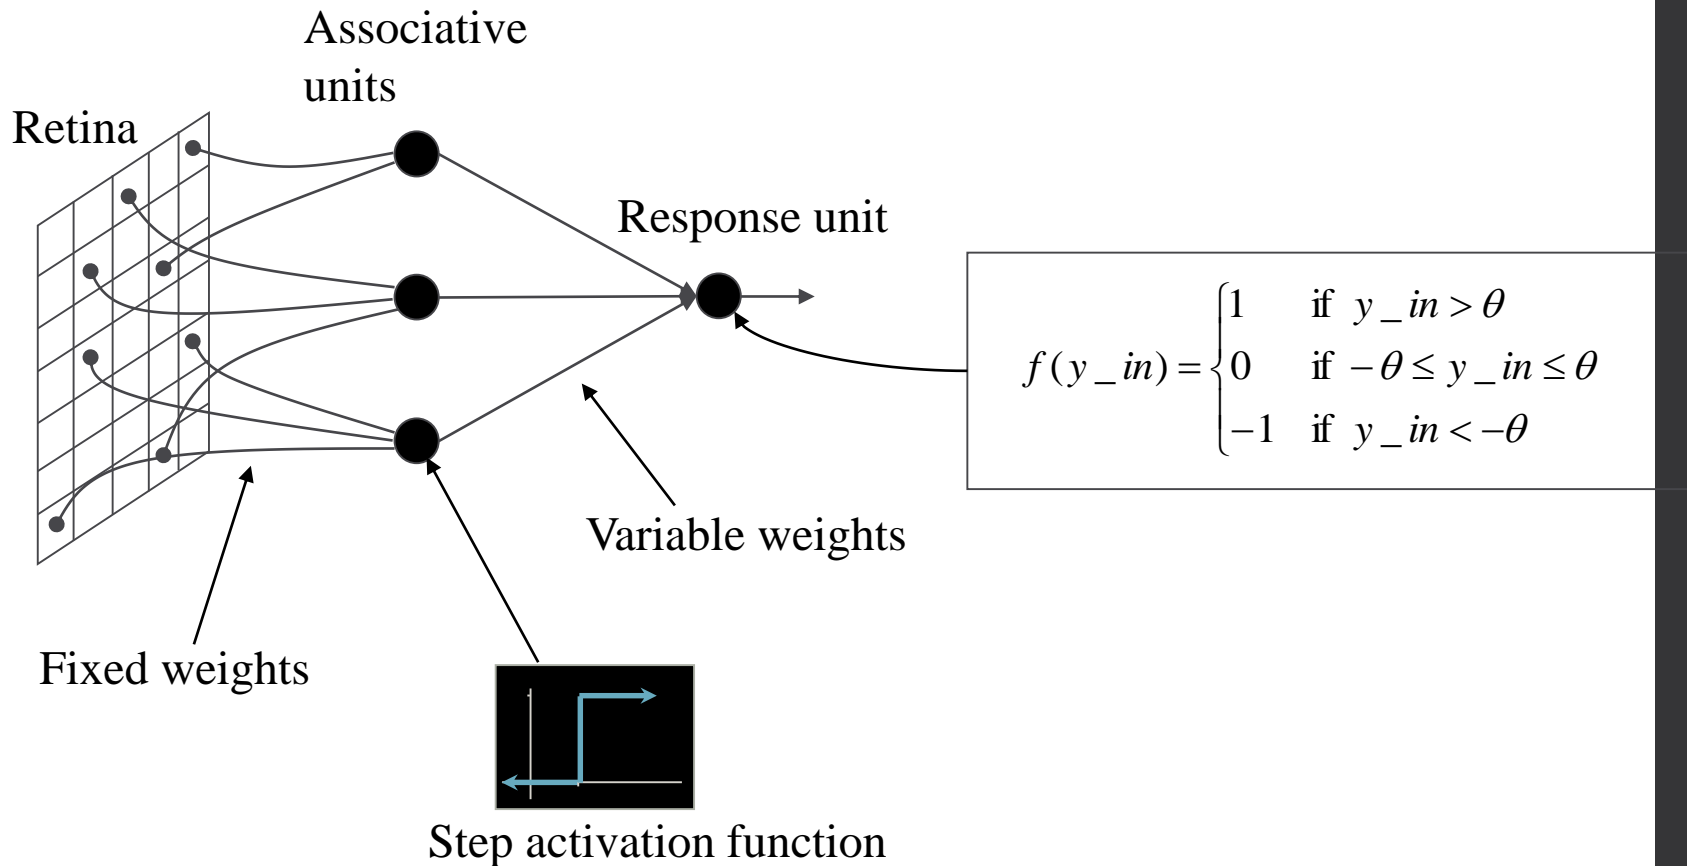 Associative
units
Retina
Response unit
f(y_in) = {1 if y_in > θ
0 if −θ ≤ y_in ≤ θ
−1 if y_in < −θ
Variable weights
Fixed weights
Step activation function